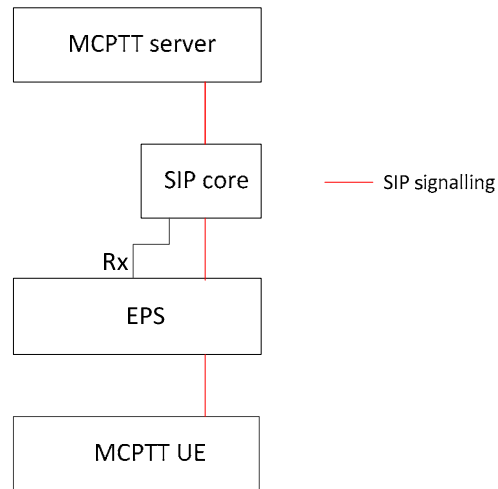 MCPTT server
SIP core
SIP signalling
Rx
EPS
MCPTT UE